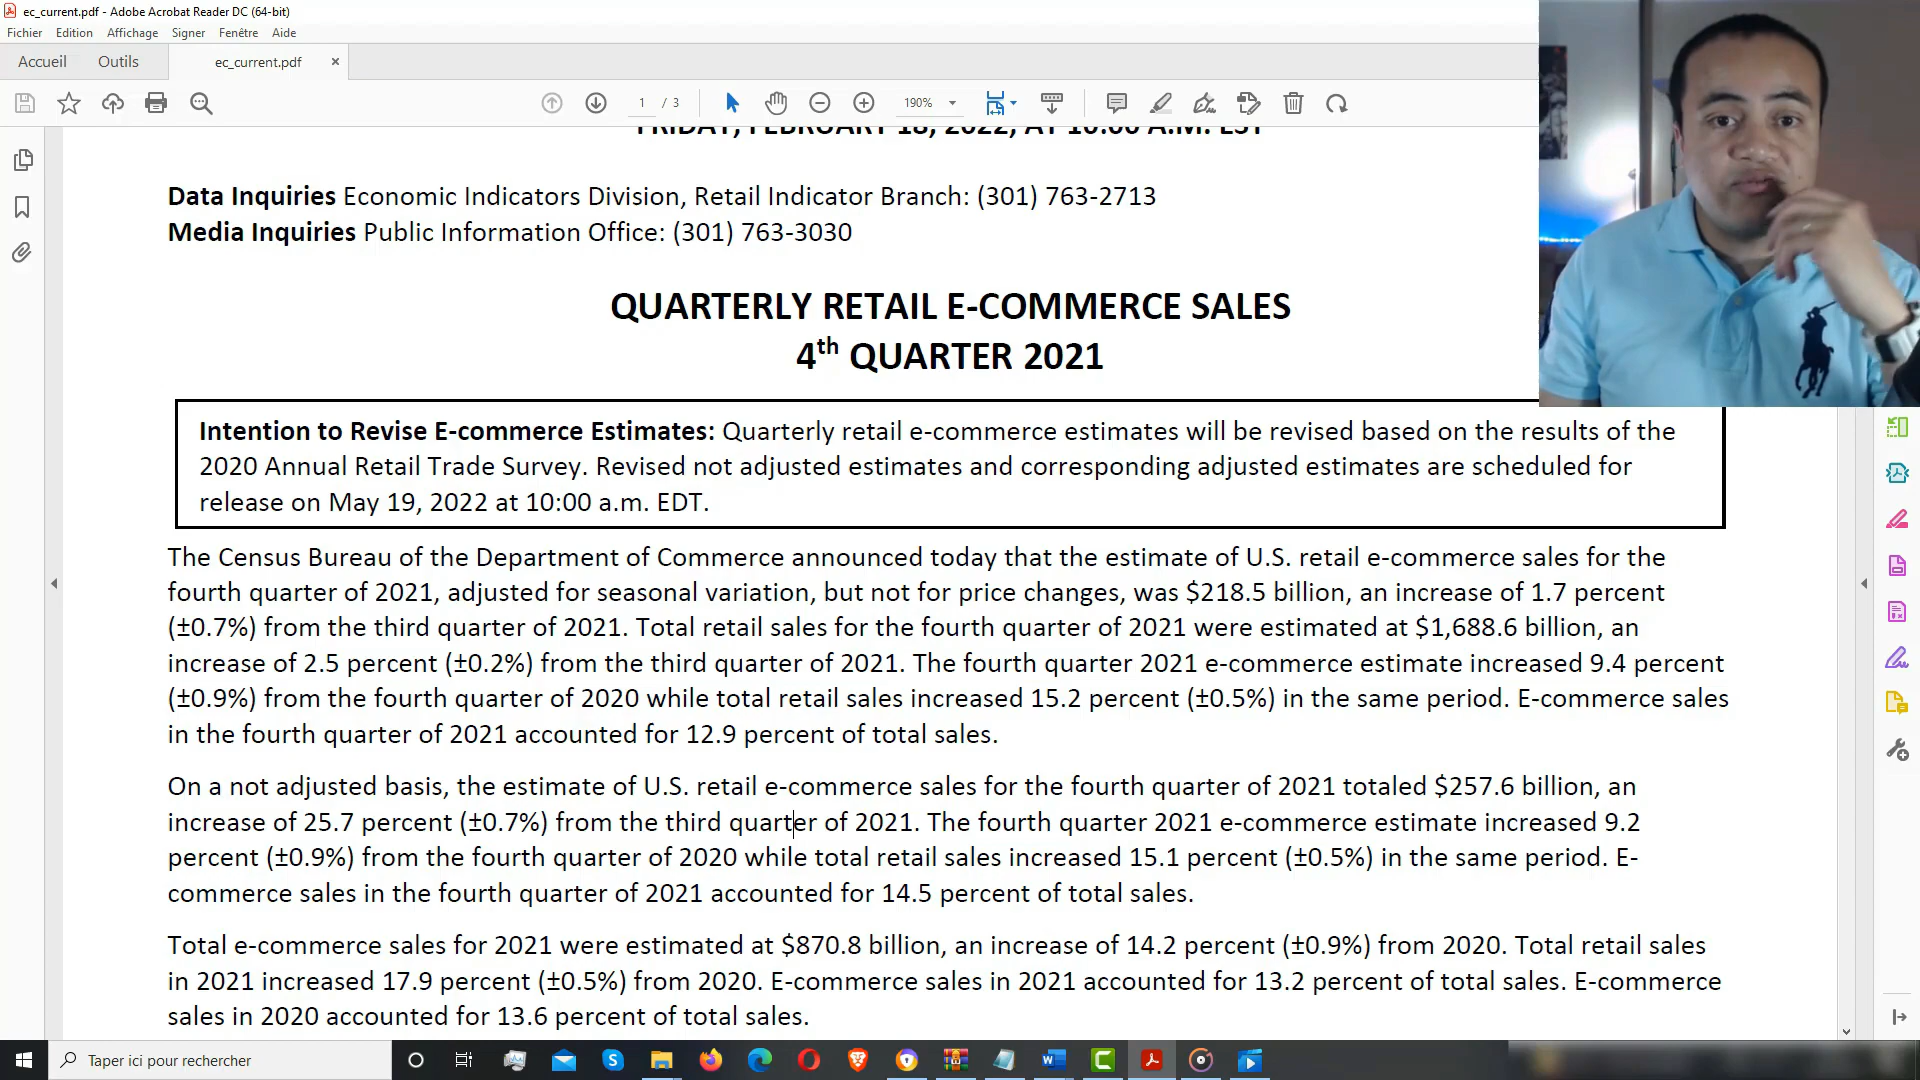 ec_current.pdf - Adobe Acrobat Reader DC (64-bit)
Fichier Edition Affichage Signer Fenêtre Aide
Accueil Outils ec_current.pdf ×
1 / 3 190%
FRIDAY, FEBRUARY 18, 2022, AT 10:00 A.M. EST
Data Inquiries Economic Indicators Division, Retail Indicator Branch: (301) 763-2713
Media Inquiries Public Information Office: (301) 763-3030
QUARTERLY RETAIL E-COMMERCE SALES
4th QUARTER 2021
Intention to Revise E-commerce Estimates: Quarterly retail e-commerce estimates will be revised based on the results of the
2020 Annual Retail Trade Survey. Revised not adjusted estimates and corresponding adjusted estimates are scheduled for
release on May 19, 2022 at 10:00 a.m. EDT.
The Census Bureau of the Department of Commerce announced today that the estimate of U.S. retail e-commerce sales for the
fourth quarter of 2021, adjusted for seasonal variation, but not for price changes, was $218.5 billion, an increase of 1.7 percent
(±0.7%) from the third quarter of 2021. Total retail sales for the fourth quarter of 2021 were estimated at $1,688.6 billion, an
increase of 2.5 percent (±0.2%) from the third quarter of 2021. The fourth quarter 2021 e-commerce estimate increased 9.4 percent
(±0.9%) from the fourth quarter of 2020 while total retail sales increased 15.2 percent (±0.5%) in the same period. E-commerce sales
in the fourth quarter of 2021 accounted for 12.9 percent of total sales.
On a not adjusted basis, the estimate of U.S. retail e-commerce sales for the fourth quarter of 2021 totaled $257.6 billion, an
increase of 25.7 percent (±0.7%) from the third quarter of 2021. The fourth quarter 2021 e-commerce estimate increased 9.2
percent (±0.9%) from the fourth quarter of 2020 while total retail sales increased 15.1 percent (±0.5%) in the same period. E-
commerce sales in the fourth quarter of 2021 accounted for 14.5 percent of total sales.
Total e-commerce sales for 2021 were estimated at $870.8 billion, an increase of 14.2 percent (±0.9%) from 2020. Total retail sales
in 2021 increased 17.9 percent (±0.5%) from 2020. E-commerce sales in 2021 accounted for 13.2 percent of total sales. E-commerce
sales in 2020 accounted for 13.6 percent of total sales.
Taper ici pour rechercher